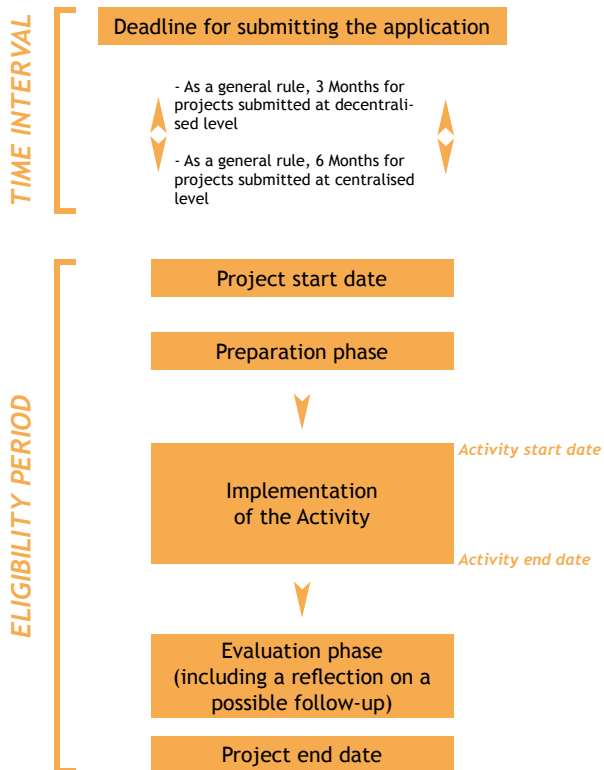 TIME INTERVAL
Deadline for submitting the application
- As a general rule, 3 Months for
projects submitted at decentrali-
sed level
- As a general rule, 6 Months for
projects submitted at centralised
level
ELIGIBILITY PERIOD
Project start date
Preparation phase
Activity start date
Implementation
of the Activity
Activity end date
Evaluation phase
(including a reflection on a
possible follow-up)
Project end date